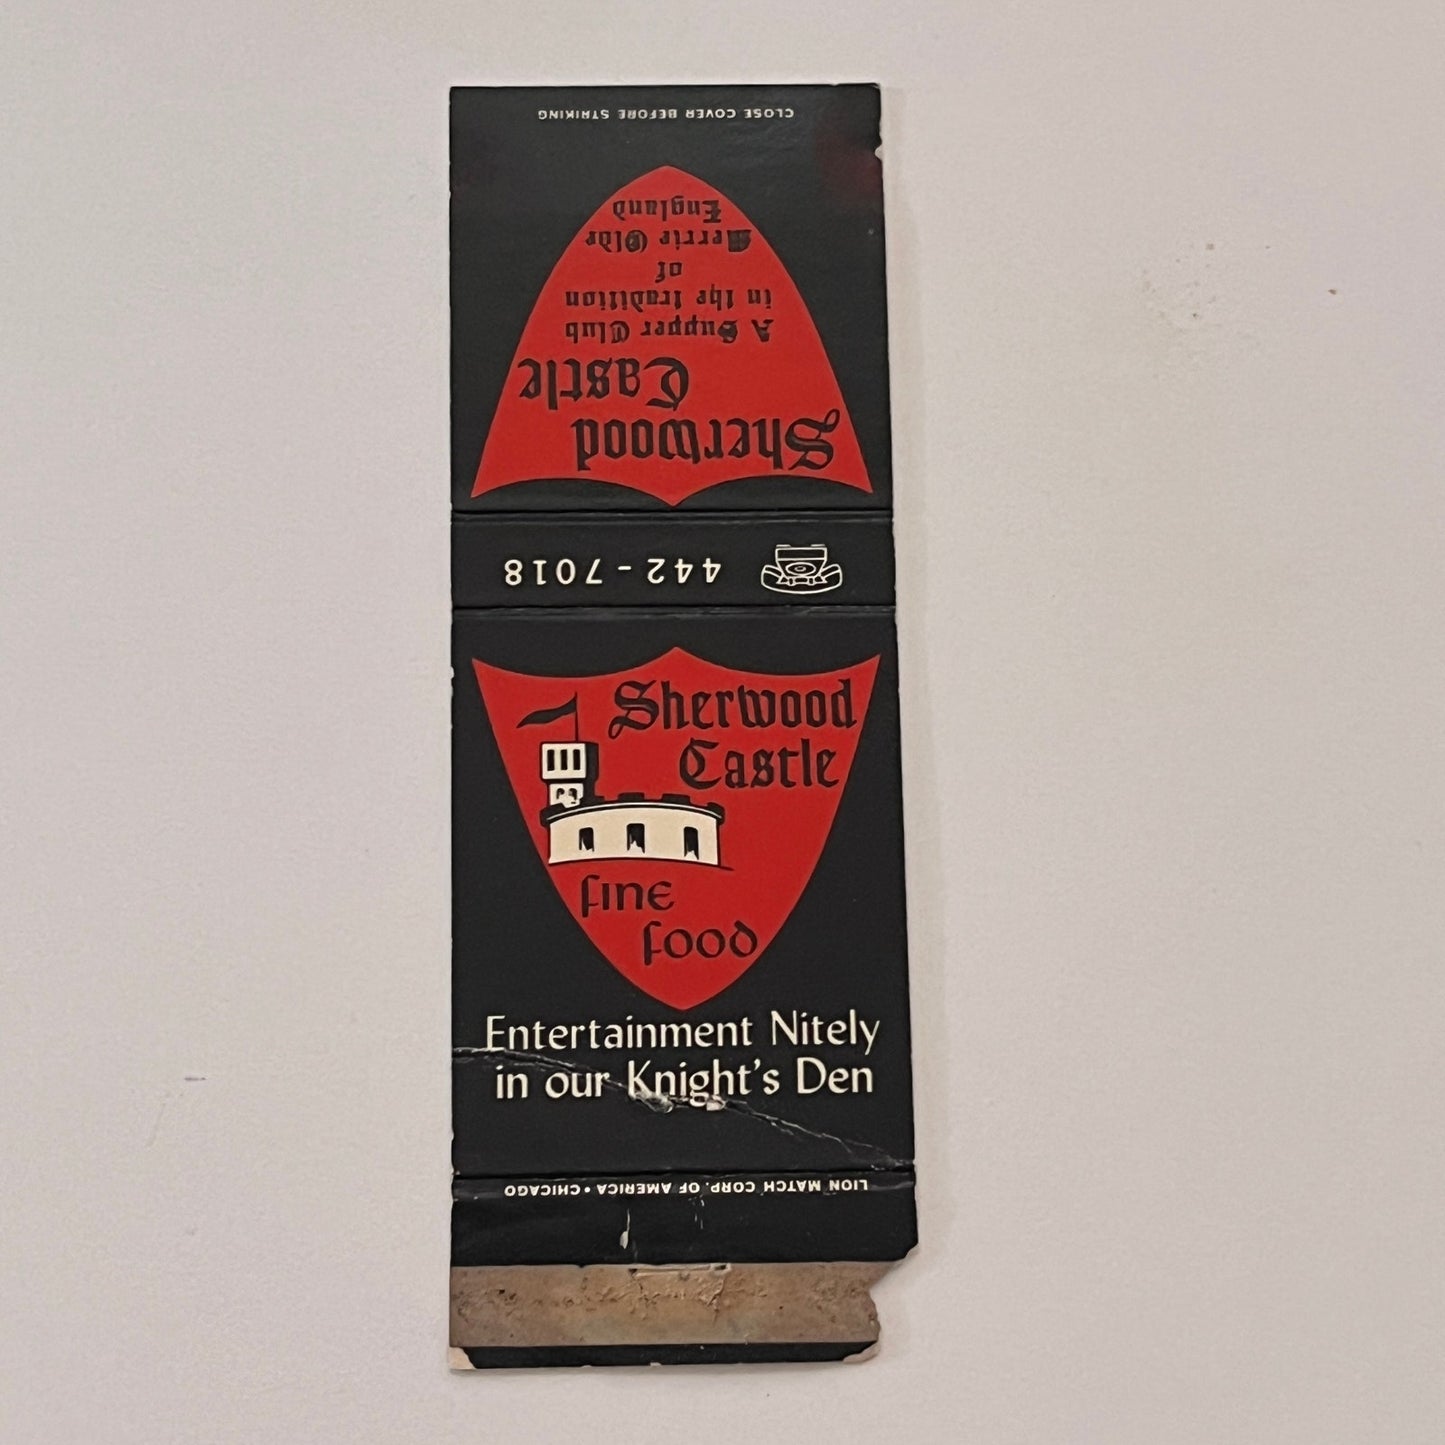 CLOSE COVER BEFORE STRIKING
Sherwood
Castle
A Supper Club
in the tradition
of
Merrie Olde
England
442-7018
Sherwood
Castle
fine
food
Entertainment Nitely
in our Knight's Den
LION MATCH CORP. OF AMERICA • CHICAGO